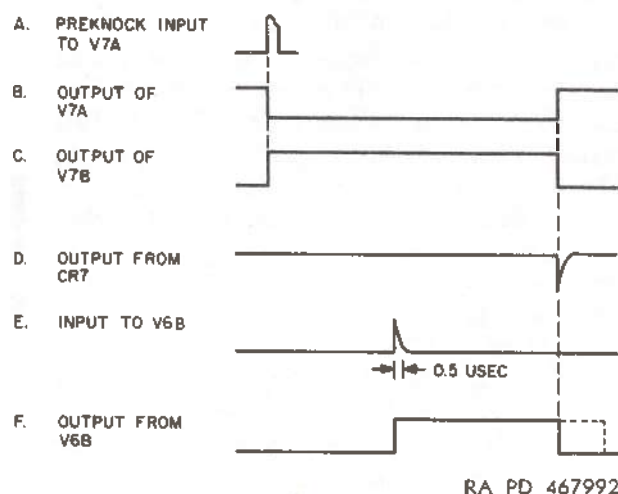 A. PREKNOCK INPUT
TO V7A
B. OUTPUT OF
V7A
C. OUTPUT OF
V7B
D. OUTPUT FROM
CR7
E. INPUT TO V6B
0.5 USEC
F. OUTPUT FROM
V6B
RA PD 467992